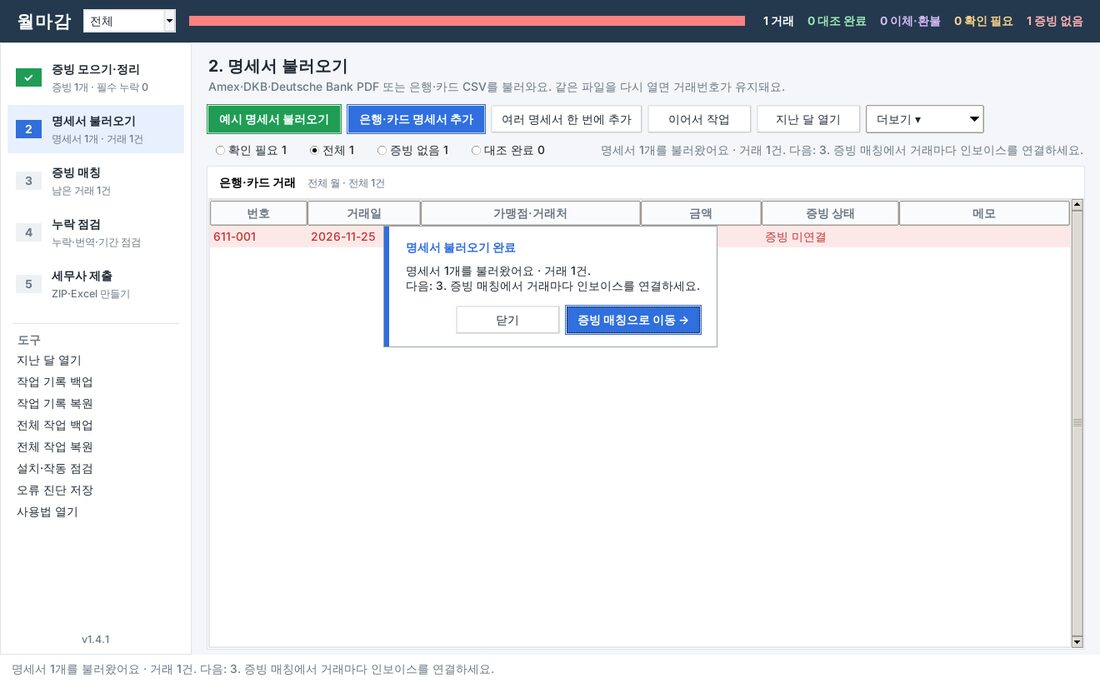 월마감 전체 1 거래 0 대조 완료 0 이체·환불 0 확인 필요 1 증빙 없음
✓ 증빙 모으기·정리
증빙 1개 · 필수 누락 0
2 명세서 불러오기
명세서 1개 · 거래 1건
3 증빙 매칭
남은 거래 1건
4 누락 점검
누락·번역·기간 점검
5 세무사 제출
ZIP·Excel 만들기
도구
지난 달 열기
작업 기록 백업
작업 기록 복원
전체 작업 백업
전체 작업 복원
설치·작동 점검
오류 진단 저장
사용법 열기
v1.4.1
2. 명세서 불러오기
Amex·DKB·Deutsche Bank PDF 또는 은행·카드 CSV를 불러와요. 같은 파일을 다시 열면 거래번호가 유지돼요.
예시 명세서 불러오기 은행·카드 명세서 추가 여러 명세서 한 번에 추가 이어서 작업 지난 달 열기 더보기 ▾
확인 필요 1 전체 1 증빙 없음 1 대조 완료 0 명세서 1개를 불러왔어요 · 거래 1건. 다음: 3. 증빙 매칭에서 거래마다 인보이스를 연결하세요.
은행·카드 거래 전체 월 · 전체 1건
번호 거래일 가맹점·거래처 금액 증빙 상태 메모
611-001 2026-11-25 증빙 미연결
명세서 불러오기 완료
명세서 1개를 불러왔어요 · 거래 1건.
다음: 3. 증빙 매칭에서 거래마다 인보이스를 연결하세요.
닫기 증빙 매칭으로 이동 →
명세서 1개를 불러왔어요 · 거래 1건. 다음: 3. 증빙 매칭에서 거래마다 인보이스를 연결하세요.